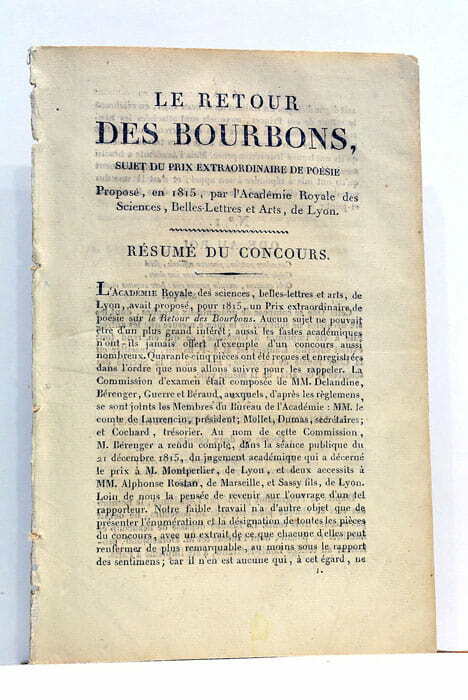 LE RETOUR
DES BOURBONS,
SUJET DU PRIX EXTRAORDINAIRE DE POÉSIE
Proposé, en 1815, par l'Académie Royale des
Sciences, Belles-Lettres et Arts, de Lyon.
RÉSUMÉ DU CONCOURS.
L'ACADÉMIE Royale des sciences, belles-lettres et arts, de
Lyon, avait proposé, pour 1815, un Prix extraordinaire de
poésie sur le Retour des Bourbons. Aucun sujet ne pouvait
être d'un plus grand intérêt; aussi les fastes académiques
n'ont-ils jamais offert d'exemple d'un concours aussi
nombreux. Quarante-cinq pièces ont été reçues et enregistrées
dans l'ordre que nous allons suivre pour les rappeler. La
Commission d'examen était composée de MM. Delandine,
Bérenger, Guerre et Béraud, auxquels, d'après les règlemens,
se sont joints les Membres du Bureau de l'Académie : MM. le
comte de Laurencin, président; Mollet, Dumas, secrétaires;
et Cochard, trésorier. Au nom de cette Commission,
M. Bérenger a rendu compte, dans la séance publique du
21 décembre 1815, du jugement académique qui a décerné
le prix à M. Montperlier, de Lyon, et deux accessits à
MM. Alphonse Rostan, de Marseille, et Sassy fils, de Lyon.
Loin de nous la pensée de revenir sur l'ouvrage d'un tel
rapporteur. Notre faible travail n'a d'autre objet que de
présenter l'énumération et la désignation de toutes les pièces
du concours, avec un extrait de ce que chacune d'elles peut
renfermer de plus remarquable, au moins sous le rapport
des sentimens; car il n'en est aucune qui, à cet égard, ne
1.